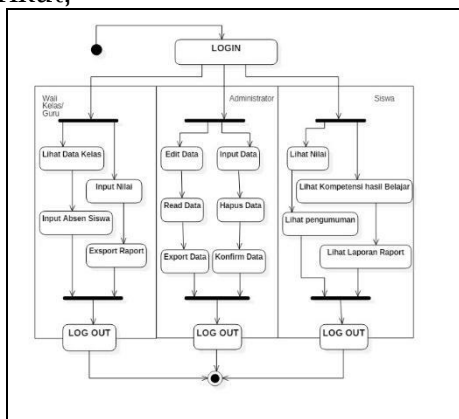 LOGIN
Wali
Kelas/
Guru
Administrator
Siswa
Lihat Data Kelas
Input Nilai
Input Absen Siswa
Exsport Raport
LOG OUT
Edit Data
Input Data
Read Data
Hapus Data
Export Data
Konfirm Data
LOG OUT
Lihat Nilai
Lihat Kompetensi hasil Belajar
Lihat pengumuman
Lihat Laporan Raport
LOG OUT